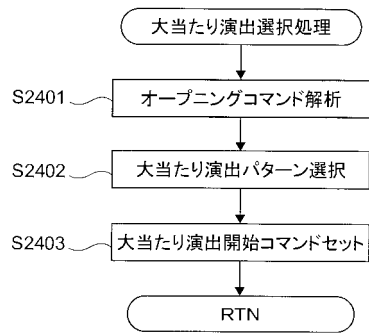 大当たり演出選択処理
S2401
オープニングコマンド解析
S2402
大当たり演出パターン選択
S2403
大当たり演出開始コマンドセット
RTN